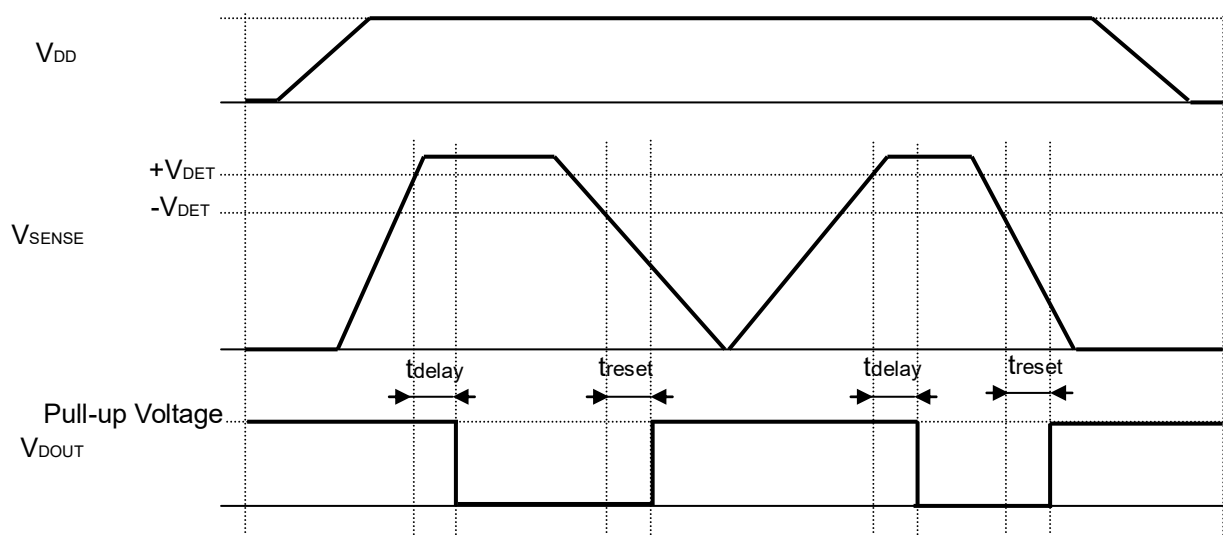 VDD
+VDET
-VDET
VSENSE
tdelay treset tdelay treset
Pull-up Voltage
VDOUT